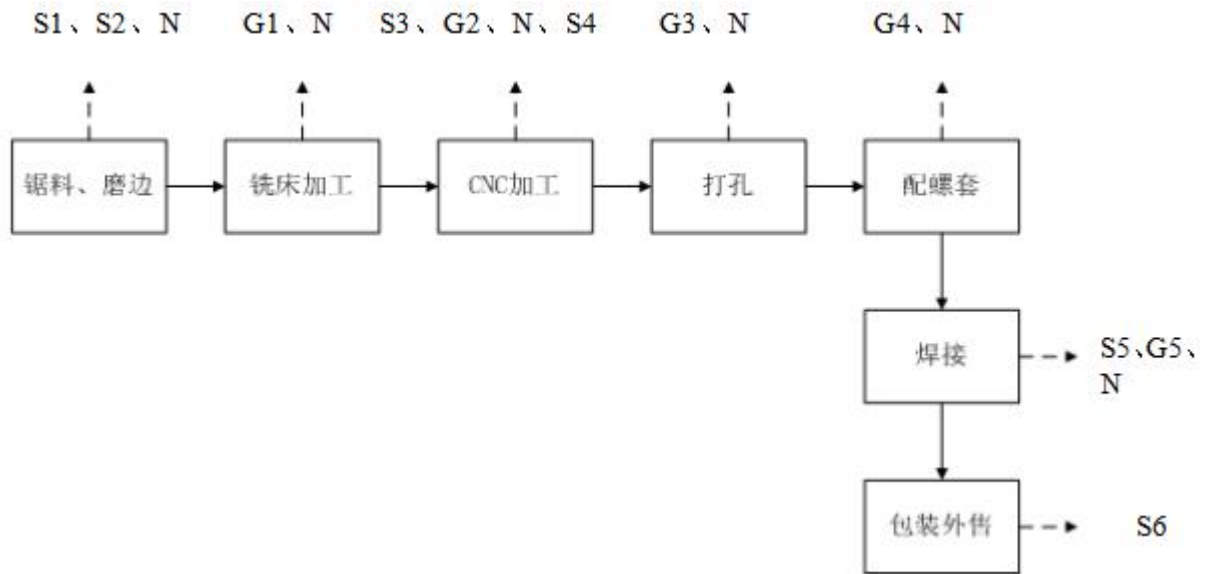 S1、S2、N
G1、N
S3、G2、N、S4
G3、N
G4、N
锯料、磨边
铣床加工
CNC加工
打孔
配螺套
焊接
S5、G5、
N
包装外售
S6